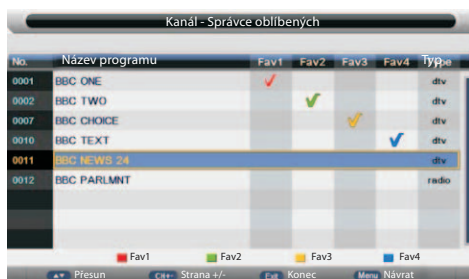 Kanál - Správce oblíbených
No. Název programu Fav1 Fav2 Fav3 Fav4 Typ
0001 BBC ONE dtv
0002 BBC TWO dtv
0007 BBC CHOICE dtv
0010 BBC TEXT dtv
0011 BBC NEWS 24 dtv
0012 BBC PARLMNT radio
Fav1 Fav2 Fav3 Fav4
Přesun CH+- Strana +/- Exit Konec Menu Návrat